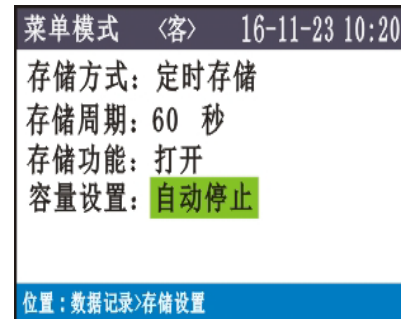 菜单模式 〈客〉 16-11-23 10:20
存储方式：定时存储
存储周期：60 秒
存储功能：打开
容量设置：自动停止
位置：数据记录>存储设置